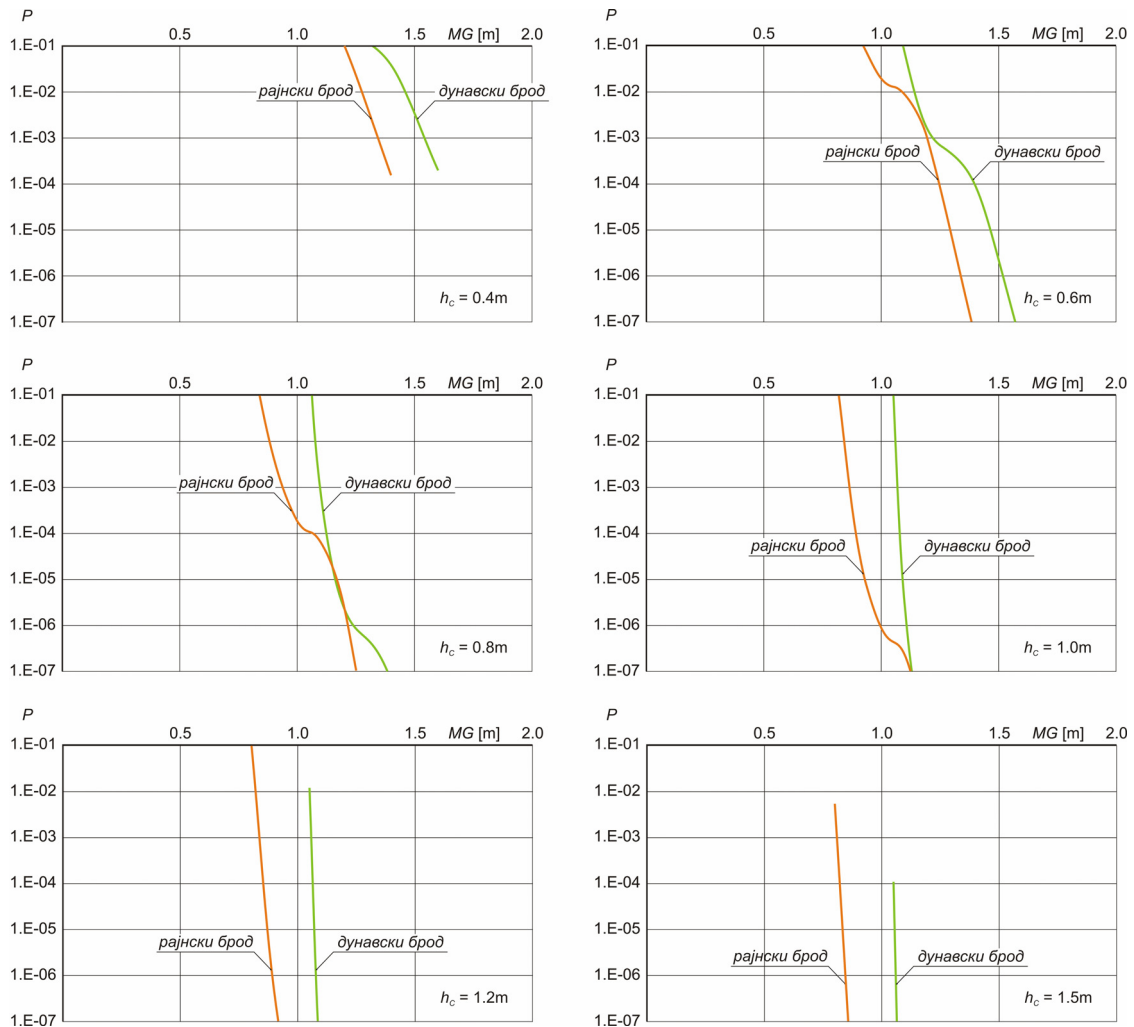 P
0.5 1.0 MG [m] 2.0
1.E-01
1.E-02
рајнски брод дунавски брод
1.5
1.E-03
1.E-04
1.E-05
1.E-06
hc = 0.4m
1.E-07
P
0.5 1.0 MG [m] 2.0
1.E-01
1.E-02
1.E-03
рајнски брод дунавски брод
1.E-04
1.5
1.E-05
1.E-06
hc = 0.6m
1.E-07
P
0.5 1.0 1.5 MG [m] 2.0
1.E-01
1.E-02
1.E-03
рајнски брод дунавски брод
1.E-04
1.E-05
1.E-06
hc = 0.8m
1.E-07
P
0.5 1.0 1.5 MG [m] 2.0
1.E-01
1.E-02
1.E-03
1.E-04
рајнски брод дунавски брод
1.E-05
1.E-06
hc = 1.0m
1.E-07
P
0.5 1.0 1.5 MG [m] 2.0
1.E-01
1.E-02
1.E-03
1.E-04
1.E-05
рајнски брод дунавски брод
1.E-06
hc = 1.2m
1.E-07
P
0.5 1.0 1.5 MG [m] 2.0
1.E-01
1.E-02
1.E-03
1.E-04
1.E-05
рајнски брод дунавски брод
1.E-06
hc = 1.5m
1.E-07